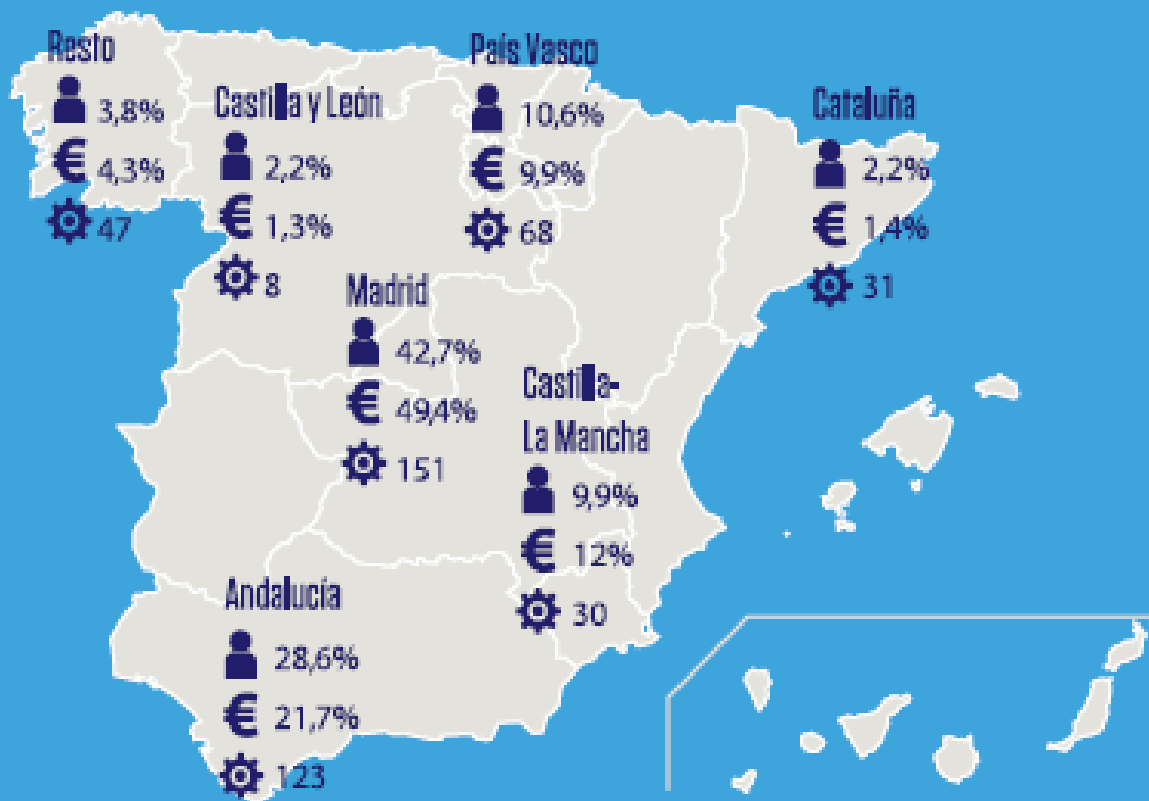 Resto
3,8%
4,3%
47
Castilla y León
2,2%
1,3%
8
País Vasco
10,6%
9,9%
68
Cataluña
2,2%
1,4%
31
Madrid
42,7%
49,4%
151
Castilla-
La Mancha
9,9%
12%
30
Andalucía
28,6%
21,7%
123